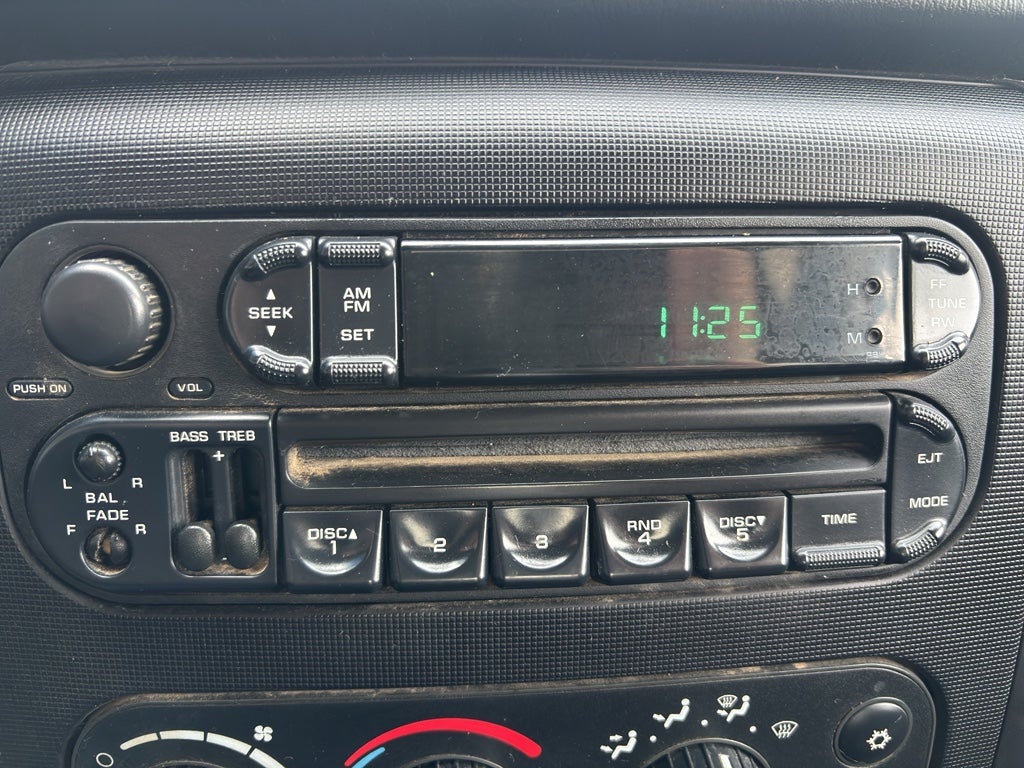 SEEK
AM
FM
SET
11:25
H
M
FF
TUNE
RW
PUSH ON
VOL
BASS TREB
+
-
L R
BAL
FADE
F R
DISC▲
1
2
3
RND
4
DISC▼
5
TIME
EJT
MODE